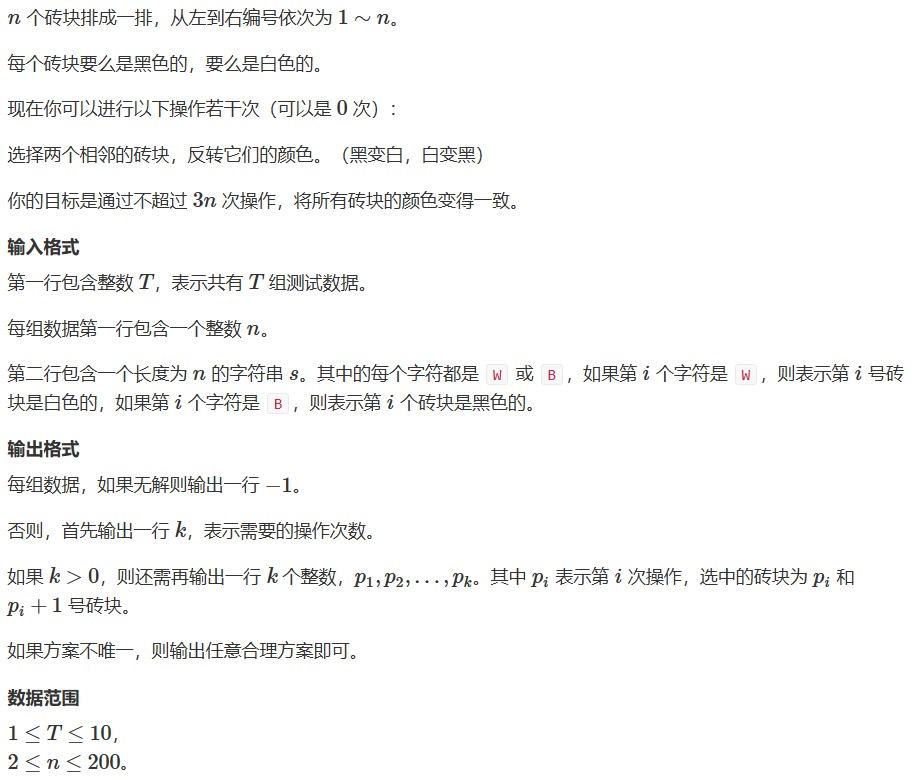 n 个砖块排成一排，从左到右编号依次为 1 ∼ n。
每个砖块要么是黑色的，要么是白色的。
现在你可以进行以下操作若干次（可以是 0 次）：
选择两个相邻的砖块，反转它们的颜色。（黑变白，白变黑）
你的目标是通过不超过 3n 次操作，将所有砖块的颜色变得一致。
输入格式
第一行包含整数 T，表示共有 T 组测试数据。
每组数据第一行包含一个整数 n。
第二行包含一个长度为 n 的字符串 s。其中的每个字符都是 W 或 B，如果第 i 个字符是 W，则表示第 i 号砖
块是白色的，如果第 i 个字符是 B，则表示第 i 个砖块是黑色的。
输出格式
每组数据，如果无解则输出一行 −1。
否则，首先输出一行 k，表示需要的操作次数。
如果 k > 0，则还需再输出一行 k 个整数，p₁, p₂, . . . , pₖ。其中 pᵢ 表示第 i 次操作，选中的砖块为 pᵢ 和
pᵢ + 1 号砖块。
如果方案不唯一，则输出任意合理方案即可。
数据范围
1 ≤ T ≤ 10，
2 ≤ n ≤ 200。